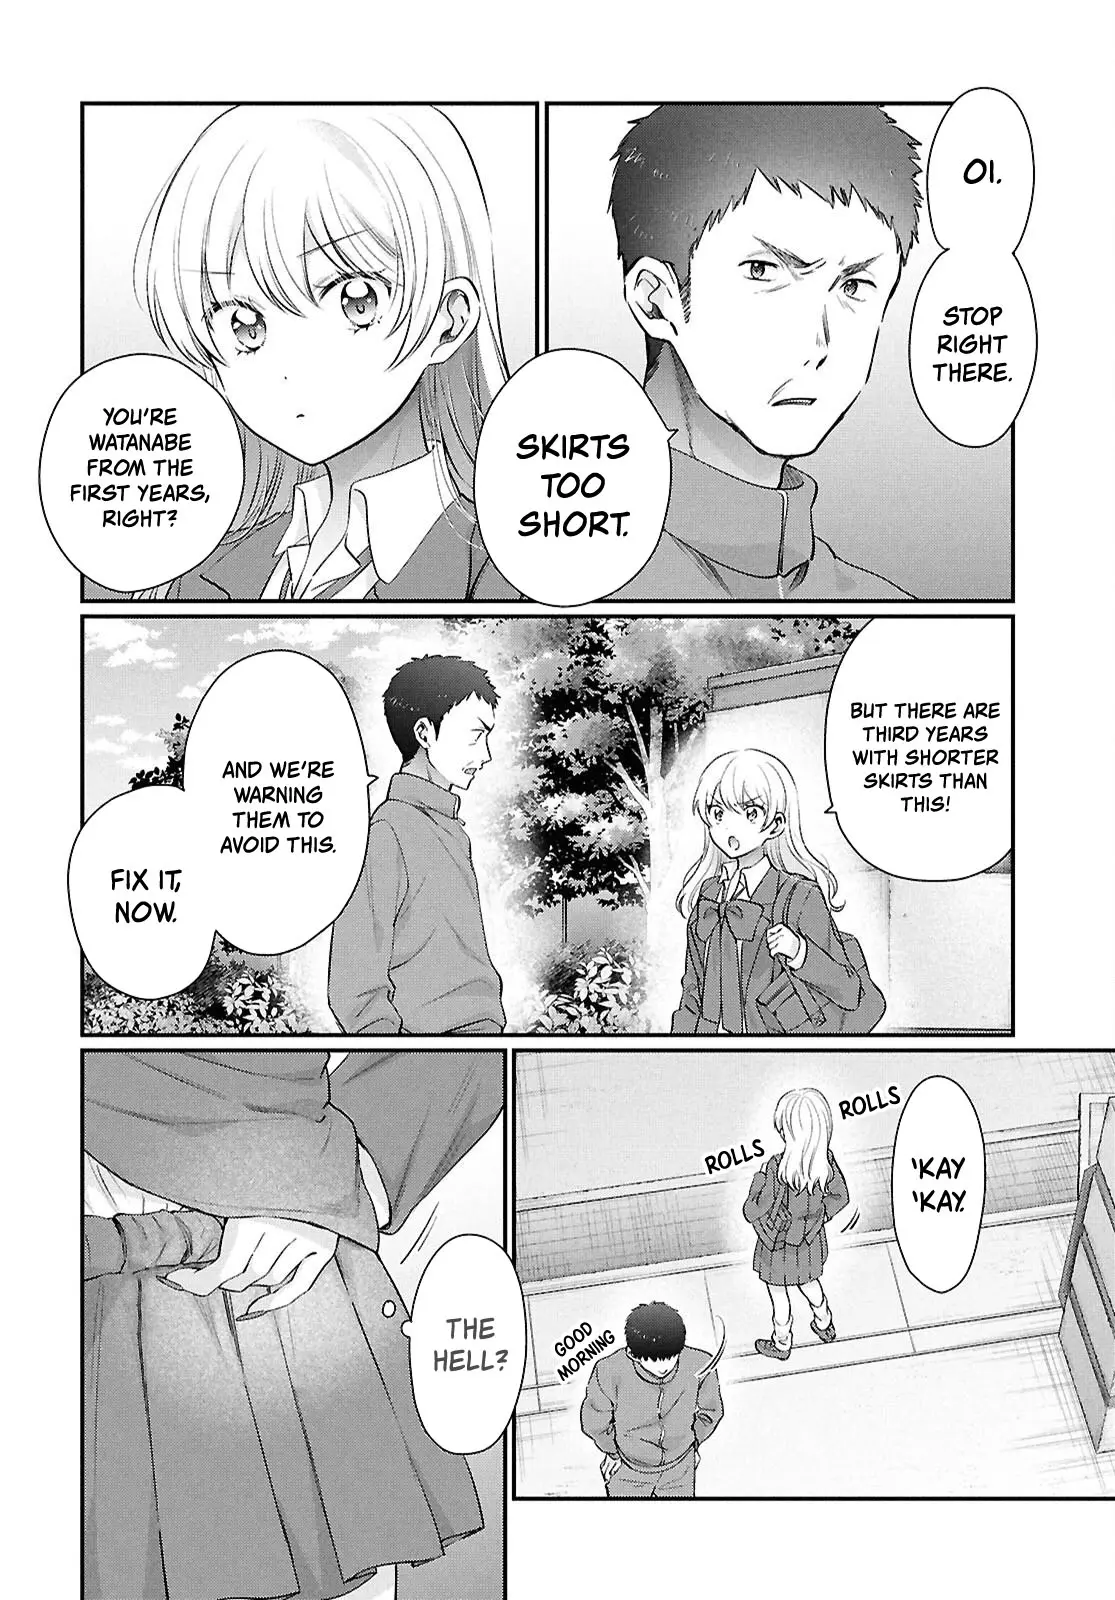 OI.
STOP
RIGHT
THERE.
SKIRTS
TOO
SHORT.
YOU'RE
WATANABE
FROM THE
FIRST YEARS,
RIGHT?
BUT THERE ARE
THIRD YEARS
WITH SHORTER
SKIRTS THAN
THIS!
AND WE'RE
WARNING
THEM TO
AVOID THIS.
FIX IT,
NOW.
'KAY
'KAY.
ROLLS
ROLLS
GOOD
MORNING
THE
HELL?